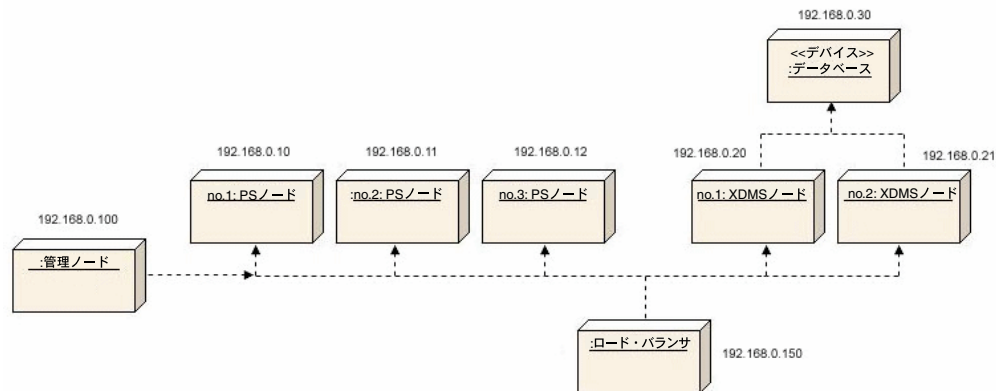 192.168.0.30
<<デバイス>>
:データベース
192.168.0.10
192.168.0.11
192.168.0.12
192.168.0.20
192.168.0.21
no.1: PSノード
:no.2: PSノード
no.3: PSノード
no.1: XDMSノード
no.2: XDMSノード
192.168.0.100
:管理ノード
:ロード・バランサ
192.168.0.150